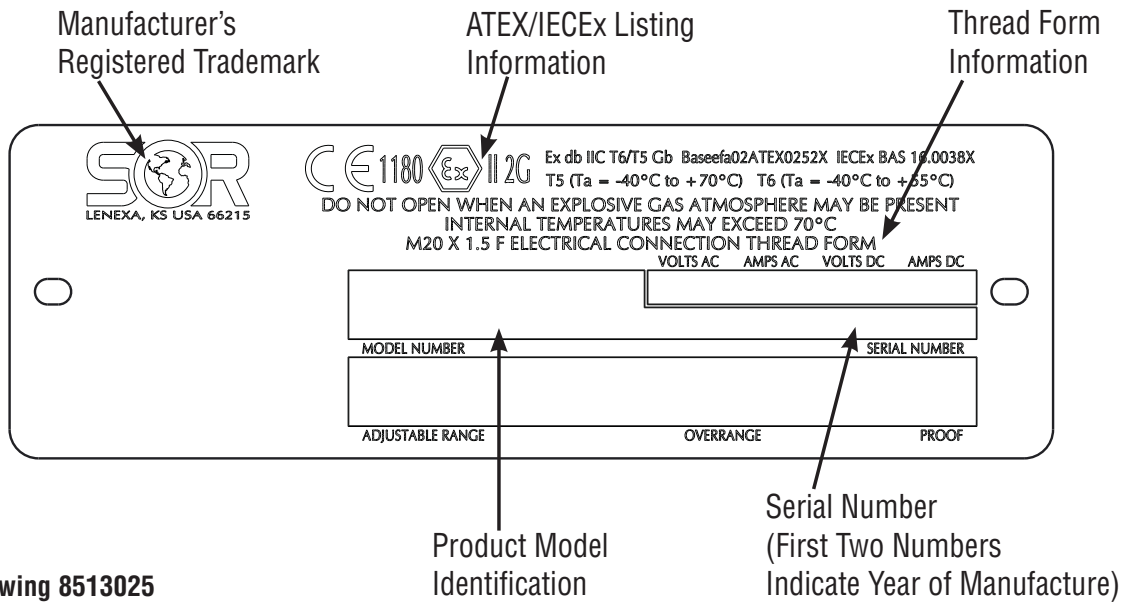 Manufacturer's
Registered Trademark
ATEX/IECEx Listing
Information
Thread Form
Information
SOR
LENEXA, KS USA 66215
CE 1180 Ex II 2G
Ex db IIC T6/T5 Gb Baseefa02ATEX0252X IECEx BAS 16.0038X
T5 (Ta = -40°C to +70°C) T6 (Ta = -40°C to +55°C)
DO NOT OPEN WHEN AN EXPLOSIVE GAS ATMOSPHERE MAY BE PRESENT
INTERNAL TEMPERATURES MAY EXCEED 70°C
M20 X 1.5 F ELECTRICAL CONNECTION THREAD FORM
VOLTS AC AMPS AC VOLTS DC AMPS DC
MODEL NUMBER SERIAL NUMBER
ADJUSTABLE RANGE OVERRANGE PROOF
Product Model
Identification
Serial Number
(First Two Numbers
Indicate Year of Manufacture)
wing 8513025